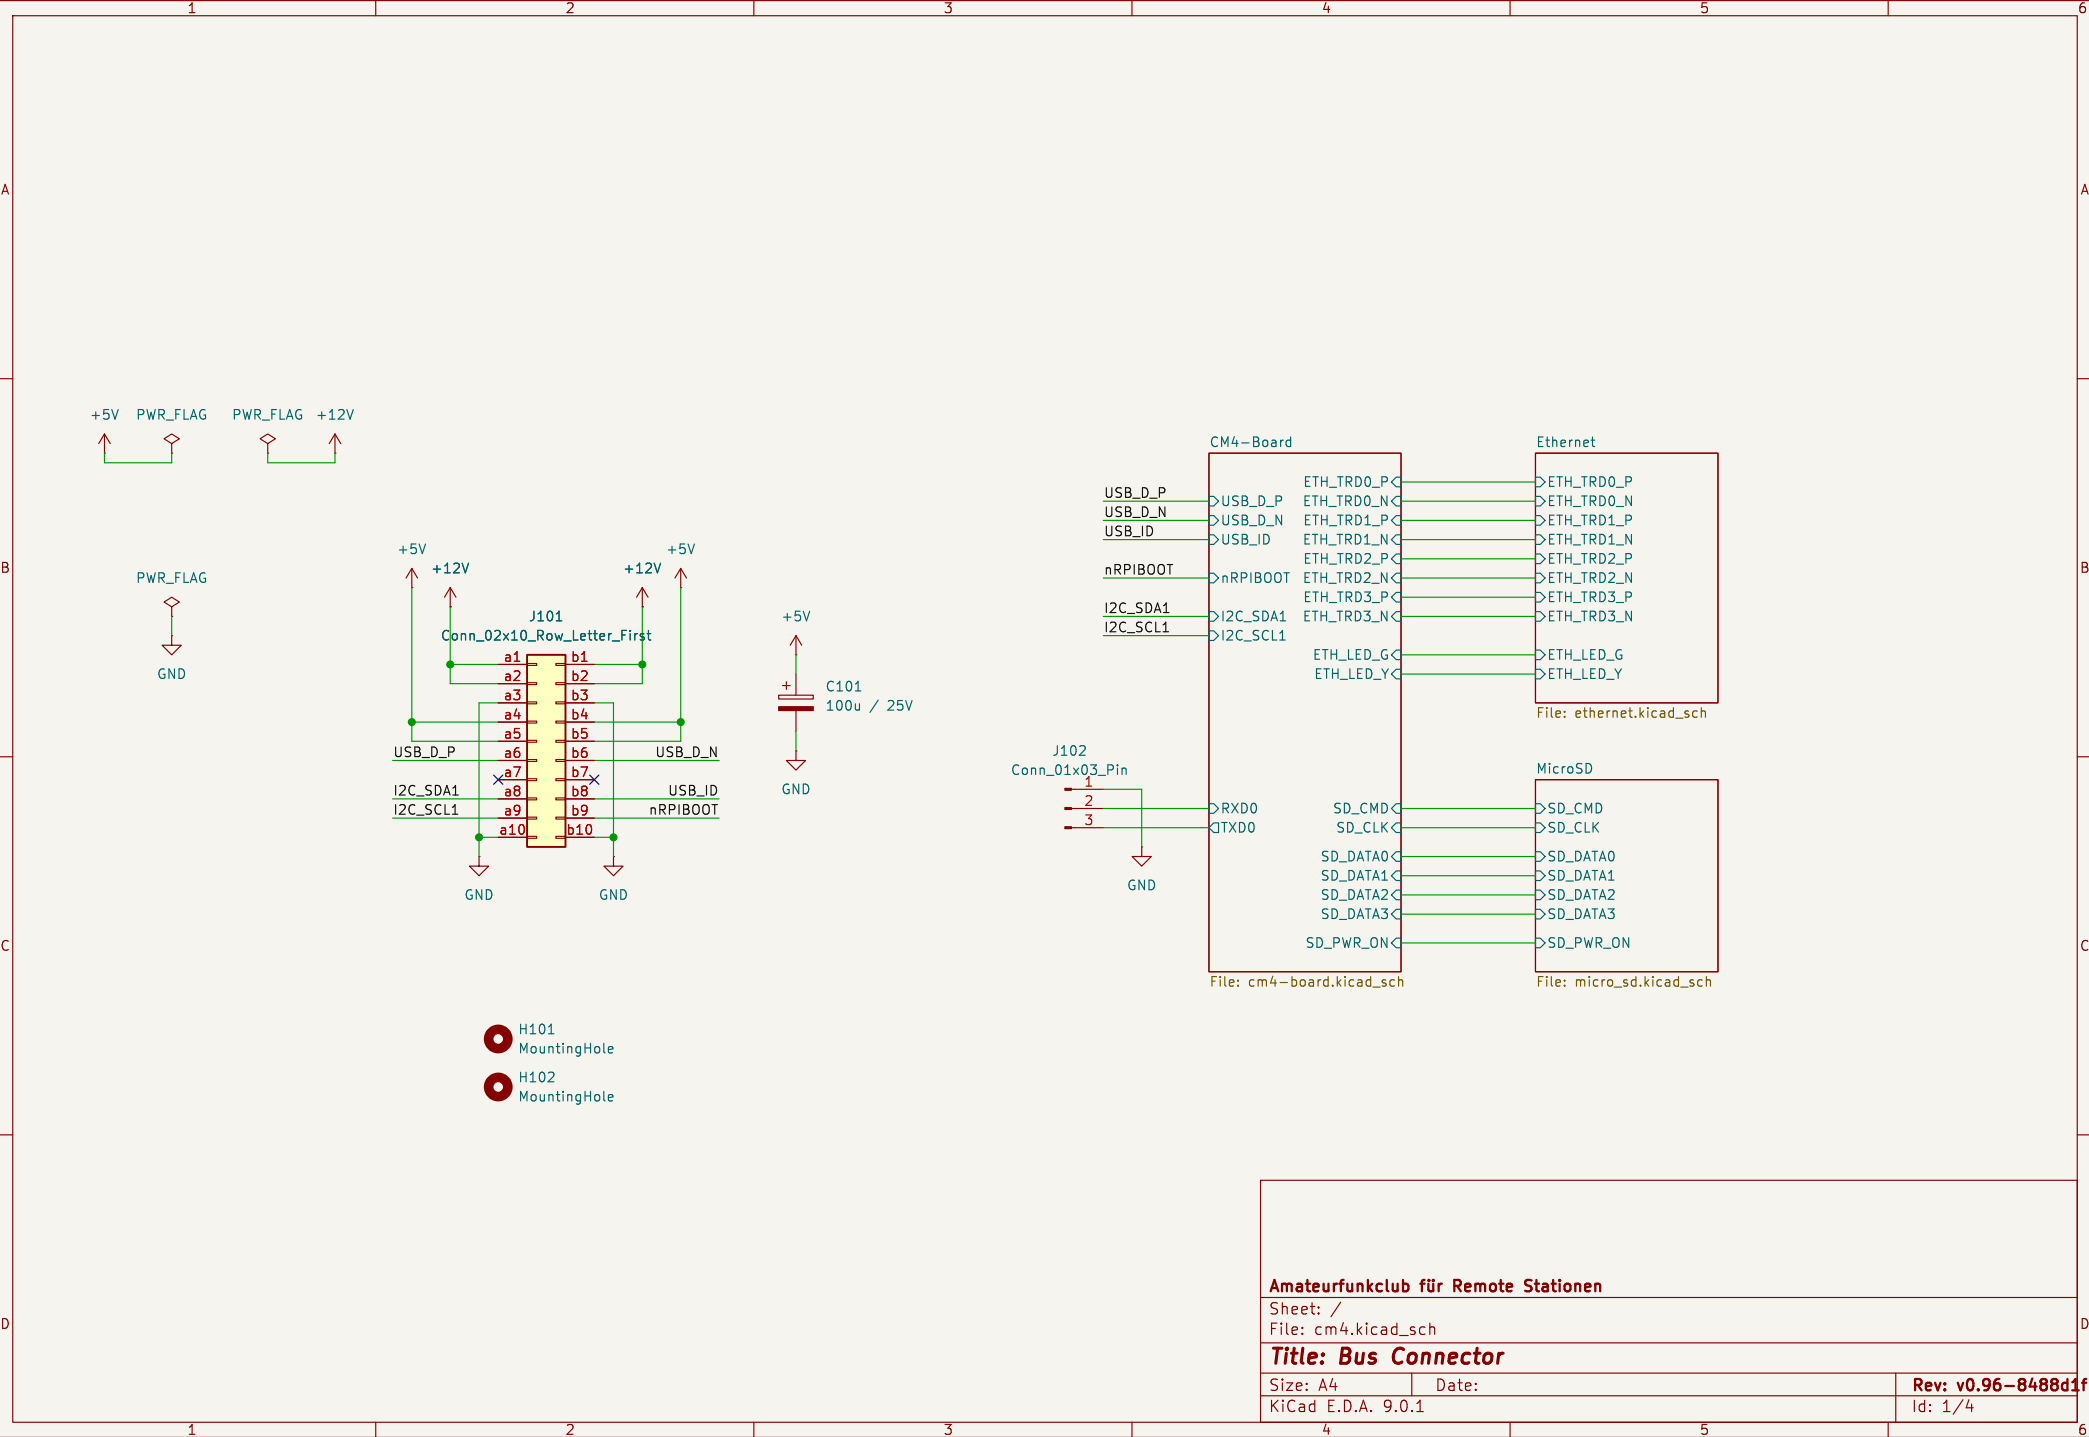 1 2 3 4 5 6
A A
B B
C C
D D
+5V PWR_FLAG PWR_FLAG +12V
PWR_FLAG
GND
+5V
+12V
+12V
+5V
J101
Conn_02x10_Row_Letter_First
a1 b1
a2 b2
a3 b3
a4 b4
a5 b5
USB_D_P a6 b6 USB_D_N
a7 b7
I2C_SDA1 a8 b8 USB_ID
I2C_SCL1 a9 b9 nRPIBOOT
a10 b10
GND GND
+5V
+
C101
100u / 25V
GND
H101
MountingHole
H102
MountingHole
J102
Conn_01x03_Pin
1
2
3
GND
CM4-Board
USB_D_P
USB_D_N
USB_ID
nRPIBOOT
I2C_SDA1
I2C_SCL1
USB_D_P
USB_D_N
USB_ID
nRPIBOOT
I2C_SDA1
I2C_SCL1
RXD0
TXD0
ETH_TRD0_P
ETH_TRD0_N
ETH_TRD1_P
ETH_TRD1_N
ETH_TRD2_P
ETH_TRD2_N
ETH_TRD3_P
ETH_TRD3_N
ETH_LED_G
ETH_LED_Y
SD_CMD
SD_CLK
SD_DATA0
SD_DATA1
SD_DATA2
SD_DATA3
SD_PWR_ON
File: cm4-board.kicad_sch
Ethernet
ETH_TRD0_P
ETH_TRD0_N
ETH_TRD1_P
ETH_TRD1_N
ETH_TRD2_P
ETH_TRD2_N
ETH_TRD3_P
ETH_TRD3_N
ETH_LED_G
ETH_LED_Y
File: ethernet.kicad_sch
MicroSD
SD_CMD
SD_CLK
SD_DATA0
SD_DATA1
SD_DATA2
SD_DATA3
SD_PWR_ON
File: micro_sd.kicad_sch
Amateurfunkclub für Remote Stationen
Sheet: /
File: cm4.kicad_sch
Title: Bus Connector
Size: A4 Date: Rev: v0.96-8488d1f
KiCad E.D.A. 9.0.1 Id: 1/4
1 2 3 4 5 6